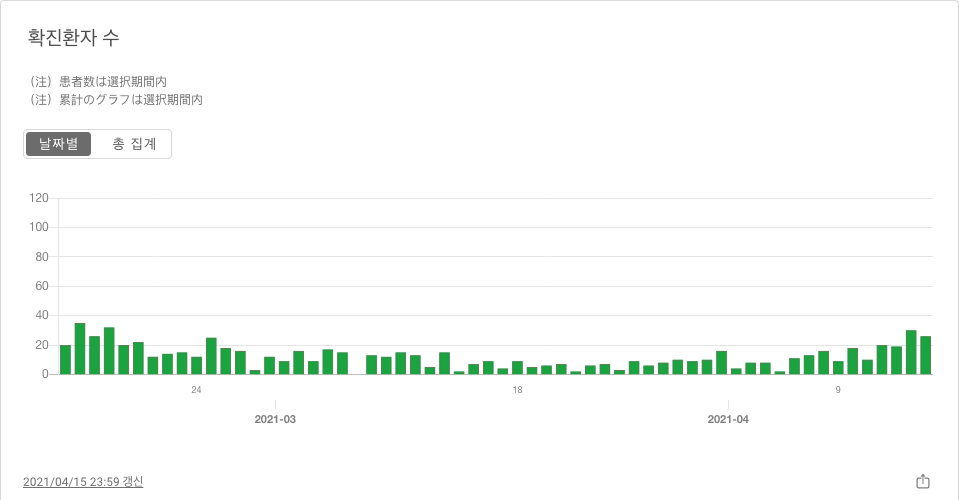 확진환자 수
（注）患者数は選択期間内
（注）累計のグラフは選択期間内
날짜별 총 집계
120
100
80
60
40
20
0
24 18 9
2021-03 2021-04
2021/04/15 23:59 갱신